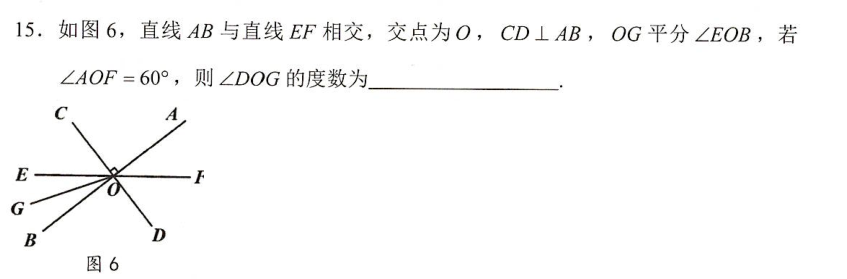 15. 如图 6，直线 AB 与直线 EF 相交，交点为 O，CD ⊥ AB，OG 平分 ∠EOB，若
∠AOF = 60°，则 ∠DOG 的度数为________________.
C
A
E
O
F
G
B
D
图 6